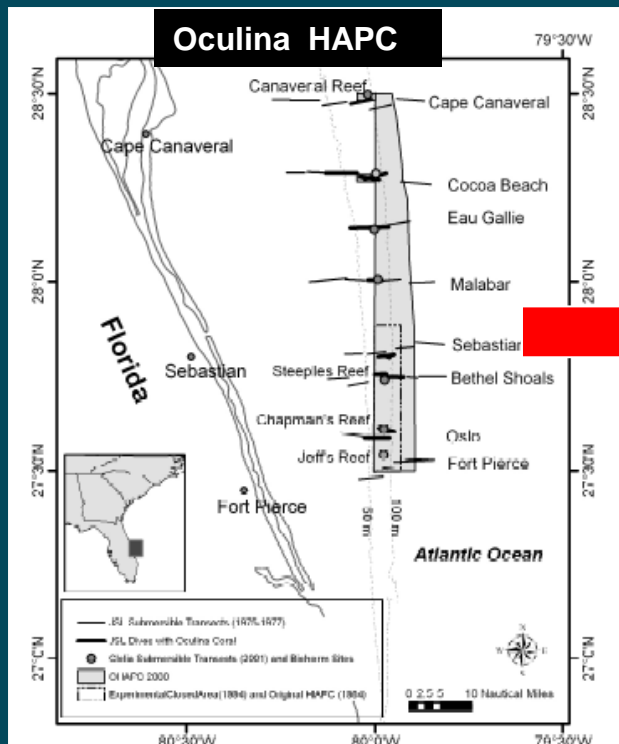 Oculina HAPC
79°30'W
28°30'N
28°30'N
Canaveral Reef
Cape Canaveral
Cape Canaveral
Cocoa Beach
Eau Gallie
28°0'N
28°0'N
Malabar
Florida
Sebastian
Sebastian
Steeples Reef
Bethel Shoals
Chapman's Reef
Oslo
Jeff's Reef
Fort Pierce
27°30'N
27°30'N
Fort Pierce
50 m
100 m
Atlantic Ocean
JSL Submersible Transects (1975-1977)
JSL Dives with Oculina Coral
Clelia Submersible Transects (2001) and Bioherm Sites
OHAPC 2000
Experimental Closed Area (1994) and Original HAPC (1984)
N
W
E
S
0 2.5 5 10 Nautical Miles
27°0'N
27°0'N
80°30'W
80°0'W
79°30'W